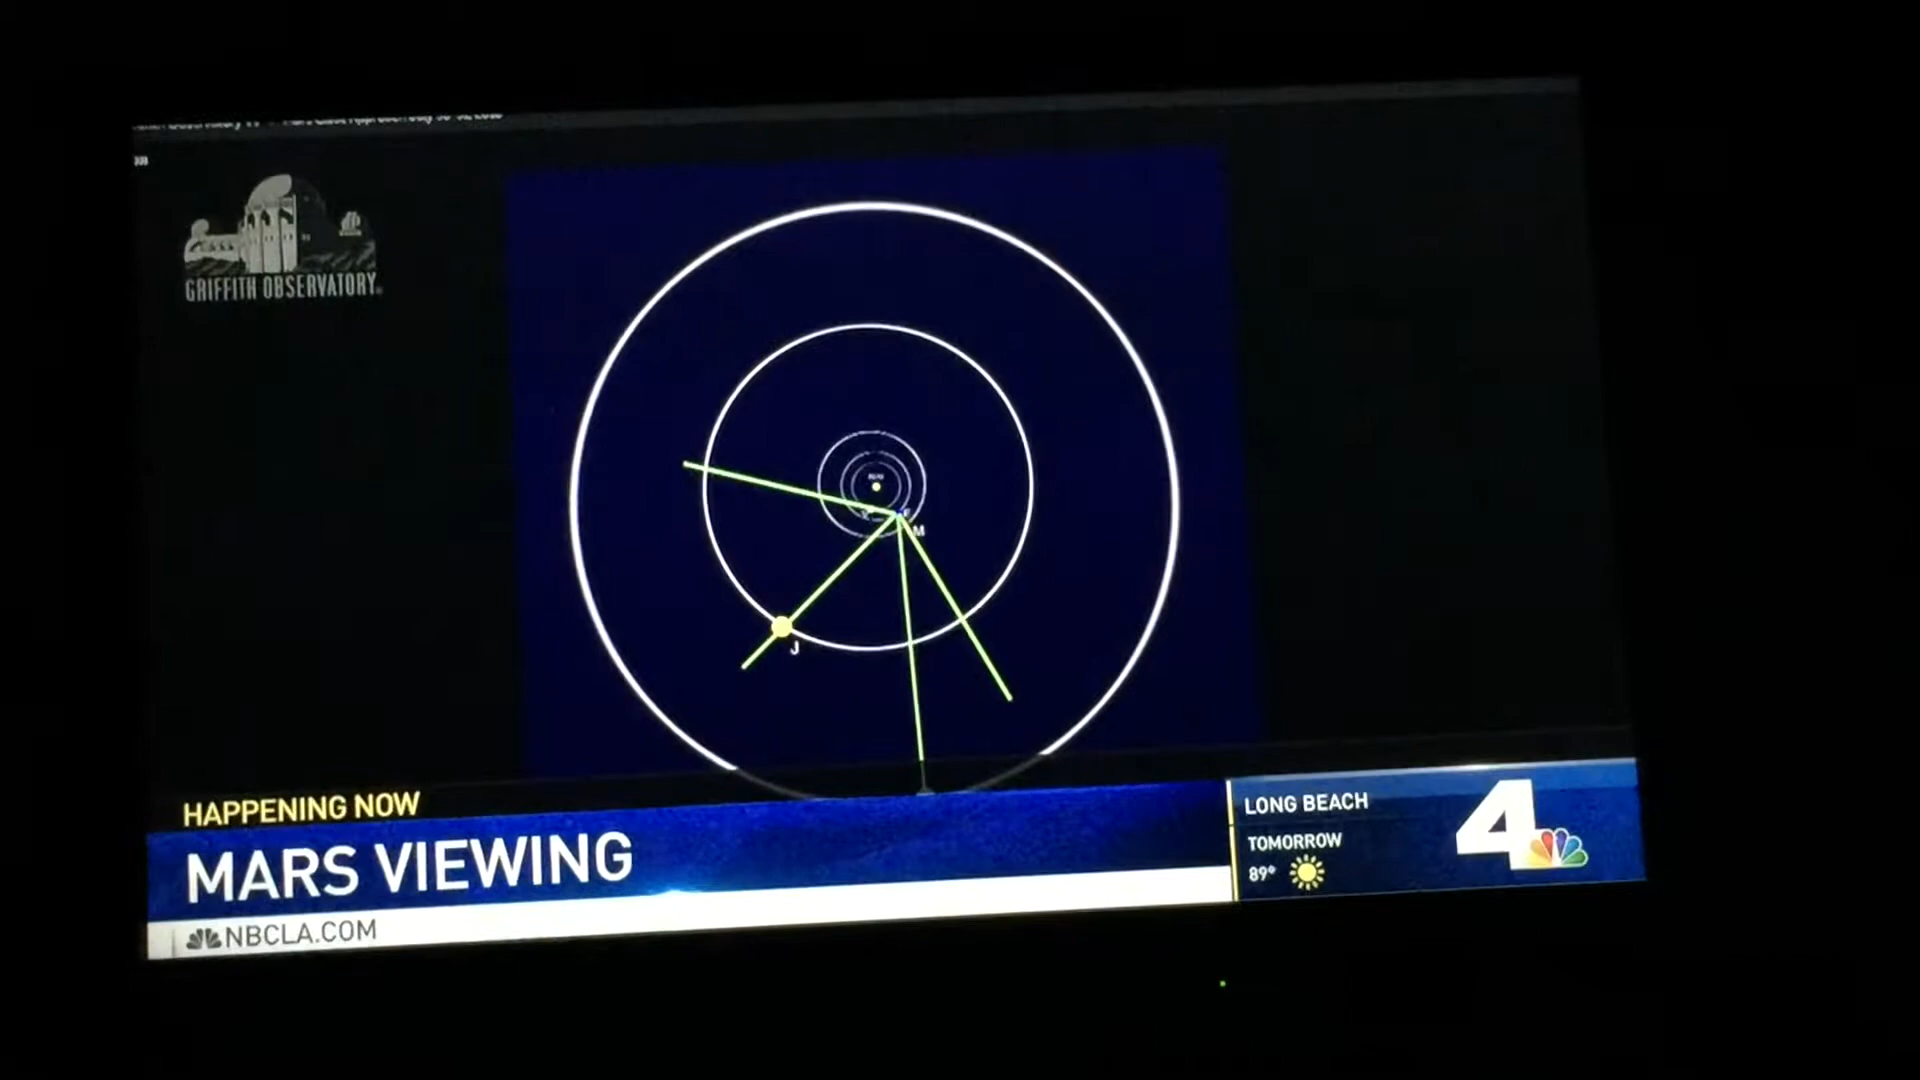 GRIFFITH OBSERVATORY
M
J
HAPPENING NOW
MARS VIEWING
NBCLA.COM
LONG BEACH
TOMORROW
89°
4